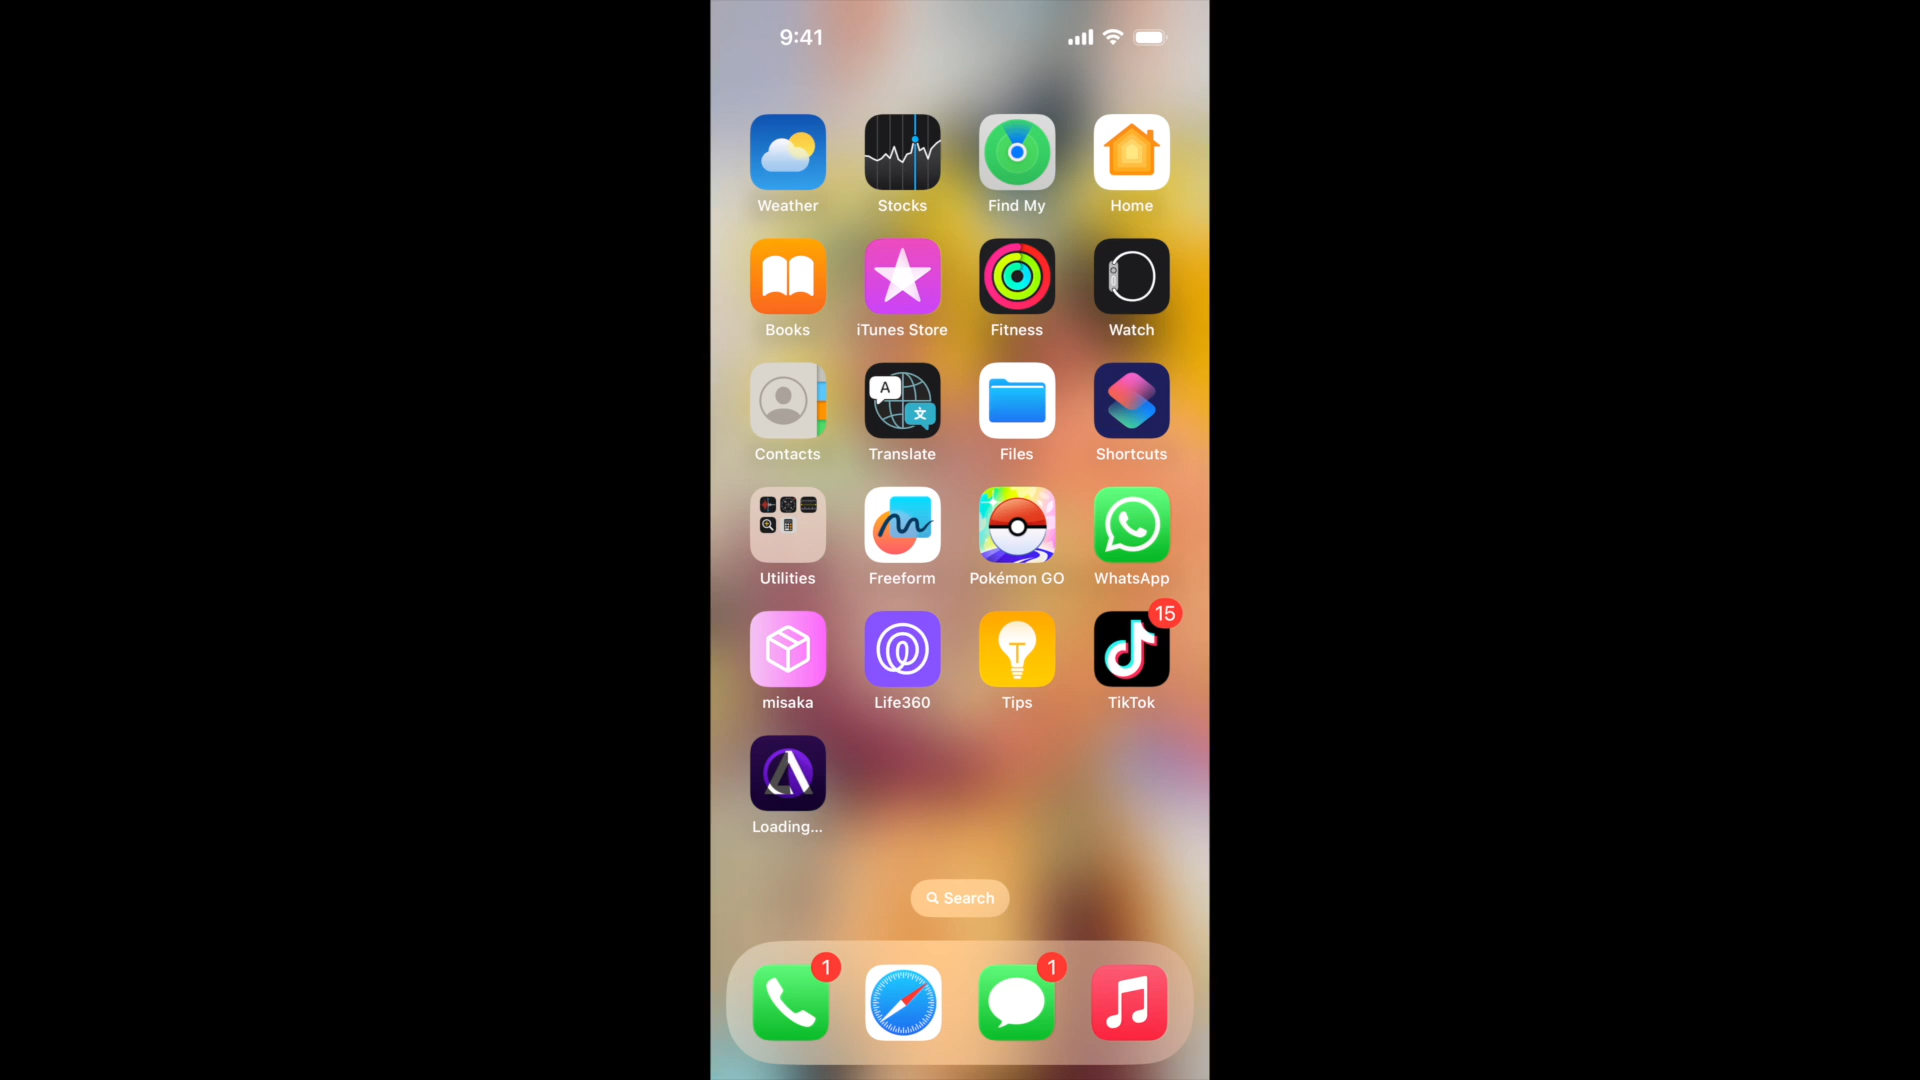 9:41
Weather Stocks Find My Home
Books iTunes Store Fitness Watch
A
文
Contacts Translate Files Shortcuts
Utilities Freeform Pokémon GO WhatsApp
15
misaka Life360 Tips TikTok
Loading...
Search
1 1